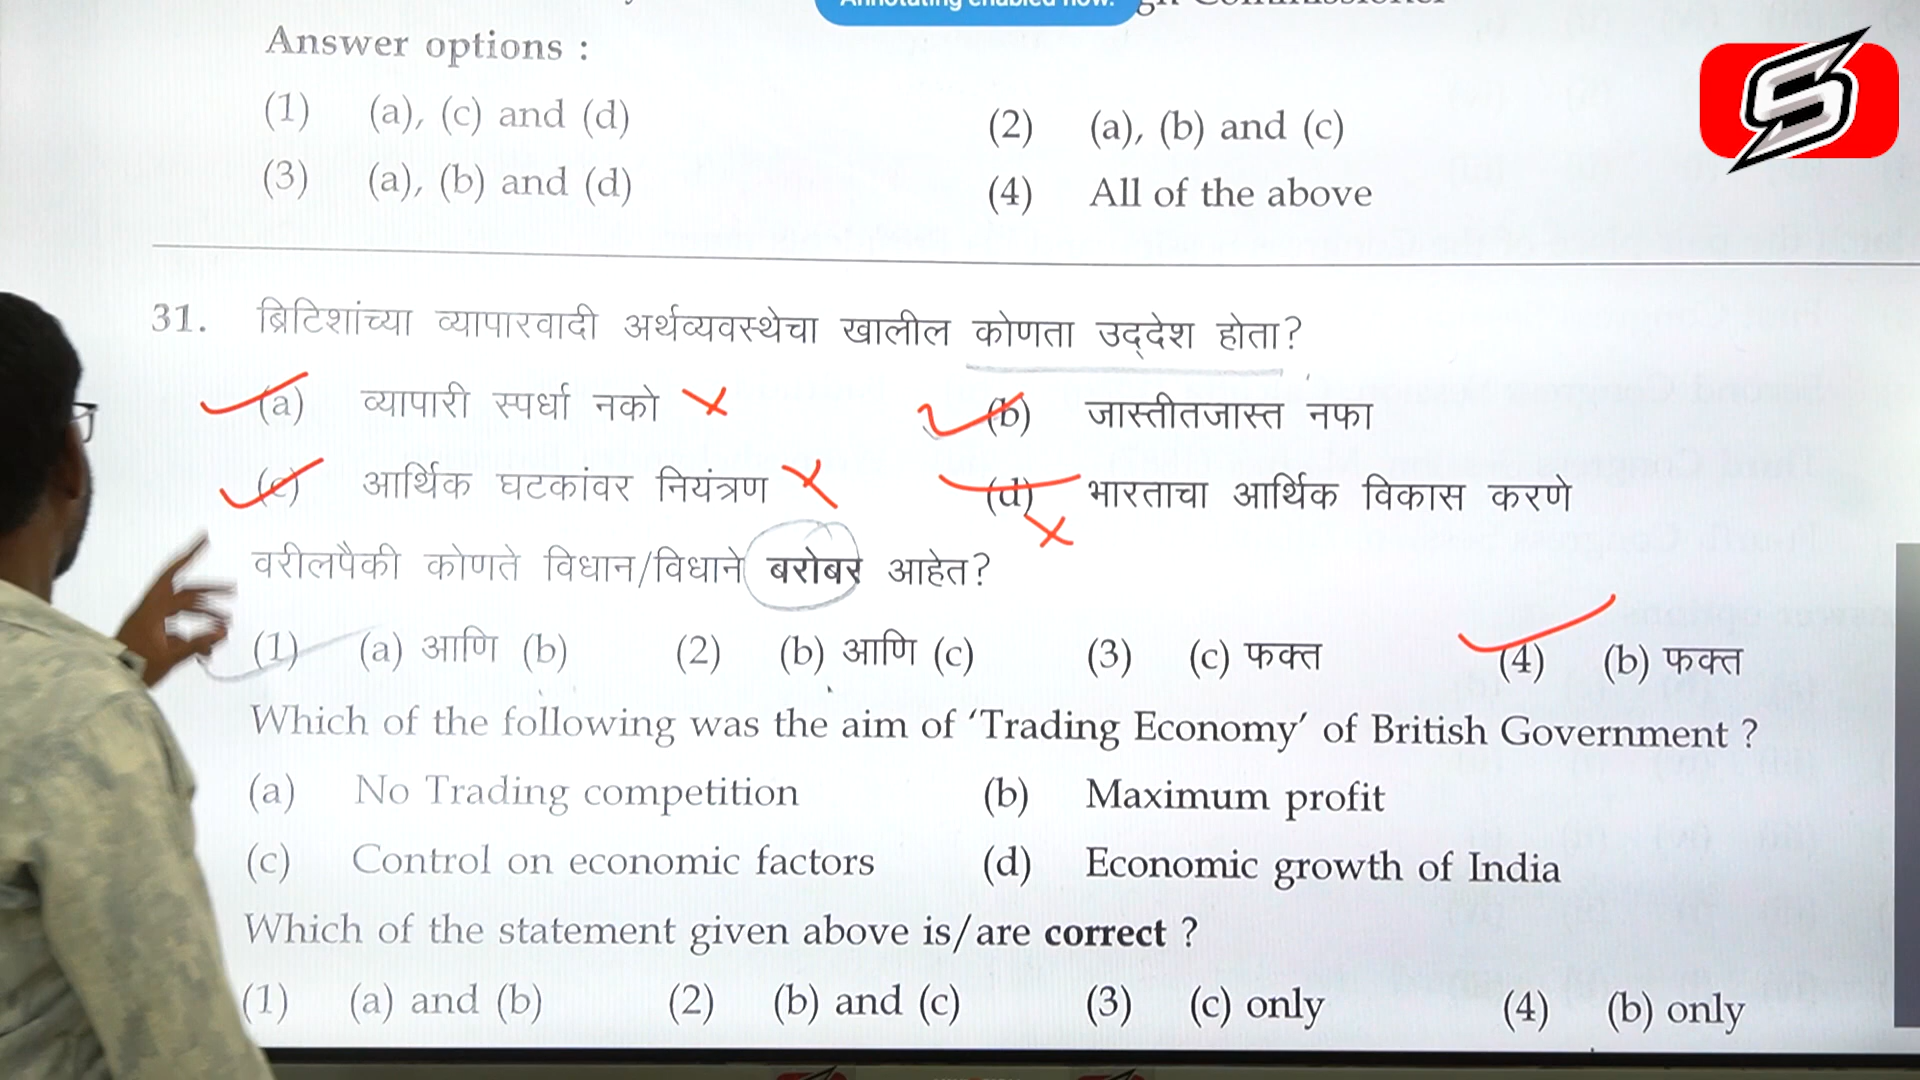 Annotating enabled now.
Answer options :
(1) (a), (c) and (d) (2) (a), (b) and (c)
(3) (a), (b) and (d) (4) All of the above
31. ब्रिटिशांच्या व्यापारवादी अर्थव्यवस्थेचा खालील कोणता उद्‌देश होता?
(a) व्यापारी स्पर्धा नको (b) जास्तीतजास्त नफा
(c) आर्थिक घटकांवर नियंत्रण (d) भारताचा आर्थिक विकास करणे
वरीलपैकी कोणते विधान/विधाने बरोबर आहेत?
(1) (a) आणि (b) (2) (b) आणि (c) (3) (c) फक्त (4) (b) फक्त
Which of the following was the aim of ‘Trading Economy’ of British Government ?
(a) No Trading competition (b) Maximum profit
(c) Control on economic factors (d) Economic growth of India
Which of the statement given above is/are correct ?
(1) (a) and (b) (2) (b) and (c) (3) (c) only (4) (b) only